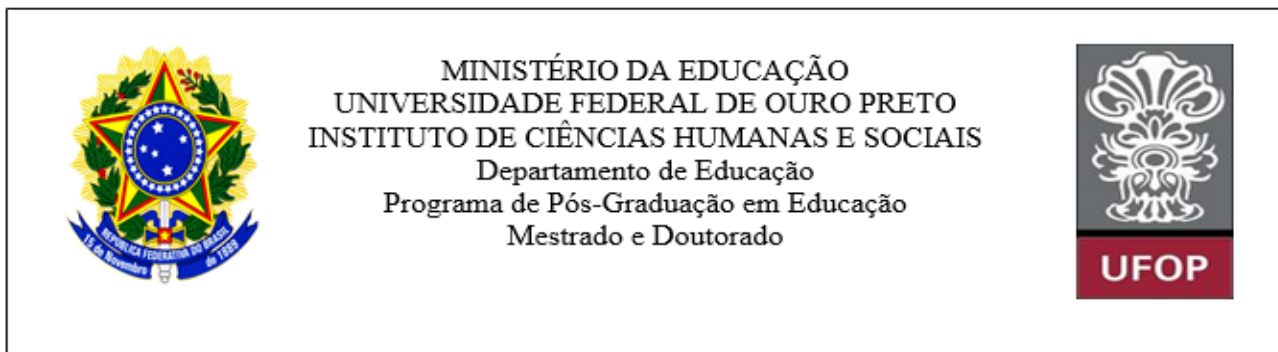 MINISTÉRIO DA EDUCAÇÃO
UNIVERSIDADE FEDERAL DE OURO PRETO
INSTITUTO DE CIÊNCIAS HUMANAS E SOCIAIS
Departamento de Educação
Programa de Pós-Graduação em Educação
Mestrado e Doutorado
REPÚBLICA FEDERATIVA DO BRASIL
15 de Novembro de 1889
UFOP